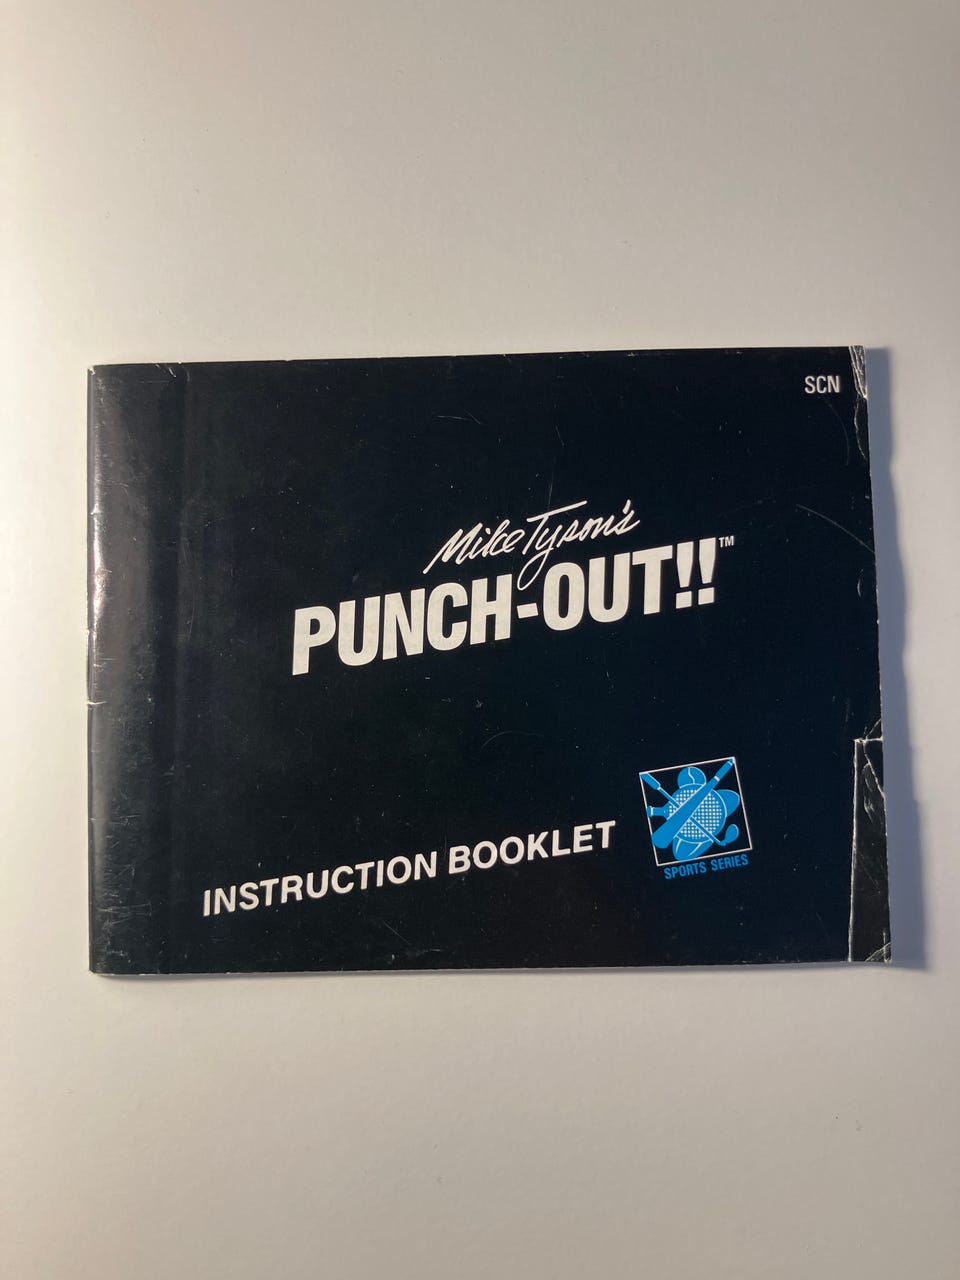 SCN
Mike Tyson's
PUNCH-OUT!!™
INSTRUCTION BOOKLET
SPORTS SERIES